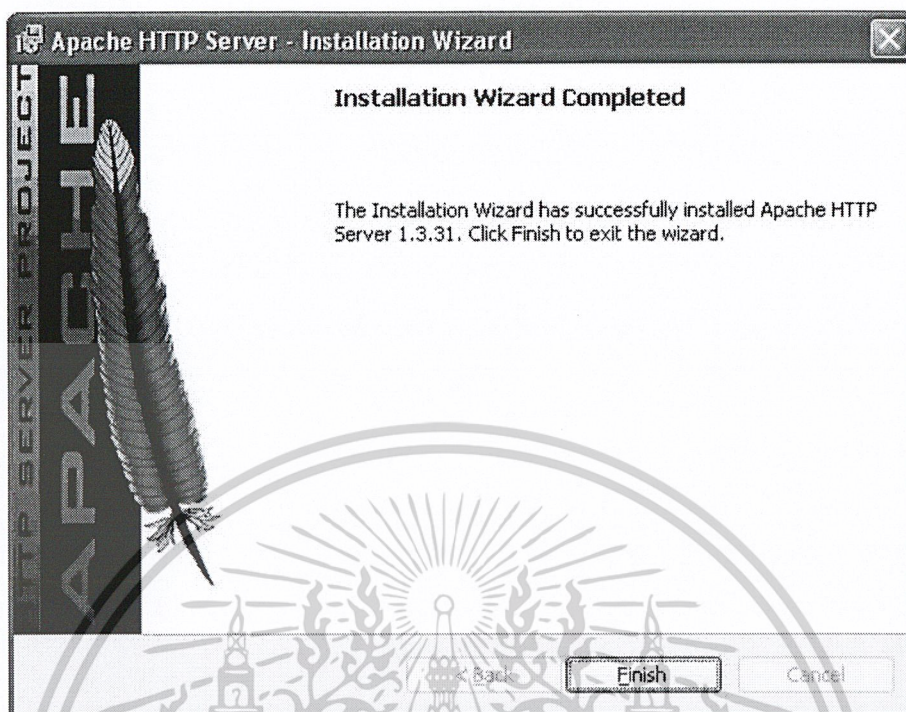 Apache HTTP Server - Installation Wizard
HTTP SERVER PROJECT
APACHE
Installation Wizard Completed
The Installation Wizard has successfully installed Apache HTTP
Server 1.3.31. Click Finish to exit the wizard.
< Back
Finish
Cancel